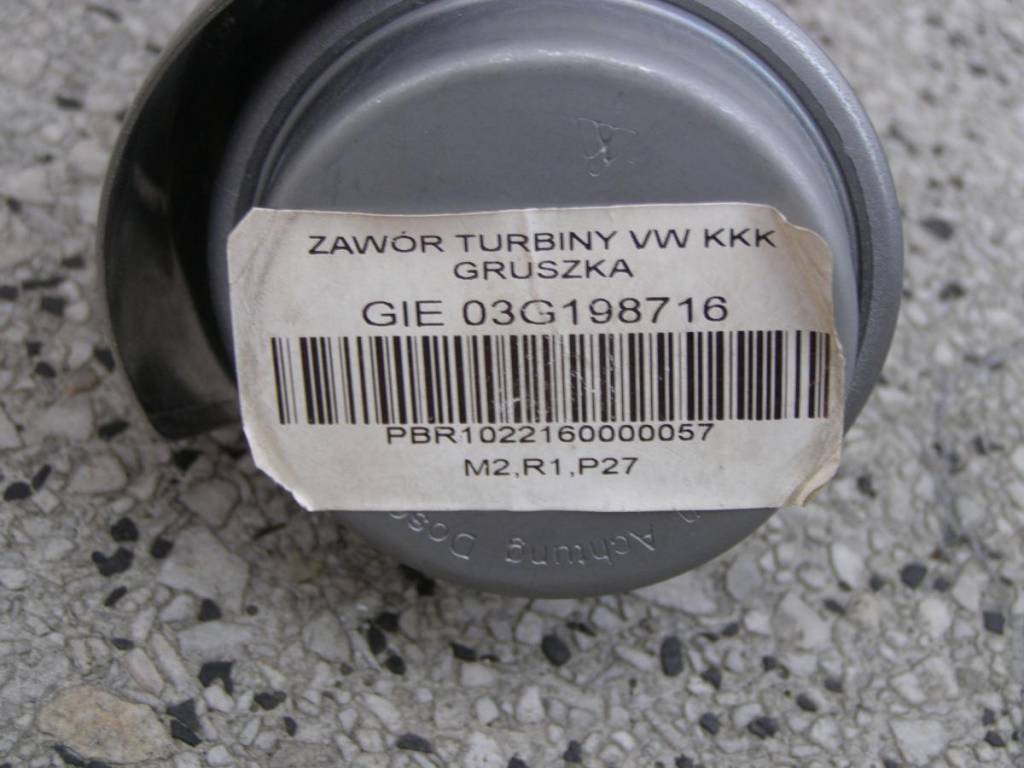 ZAWÓR TURBINY VW KKK
GRUSZKA
GIE 03G198716
PBR1022160000057
M2,R1,P27
Achtung